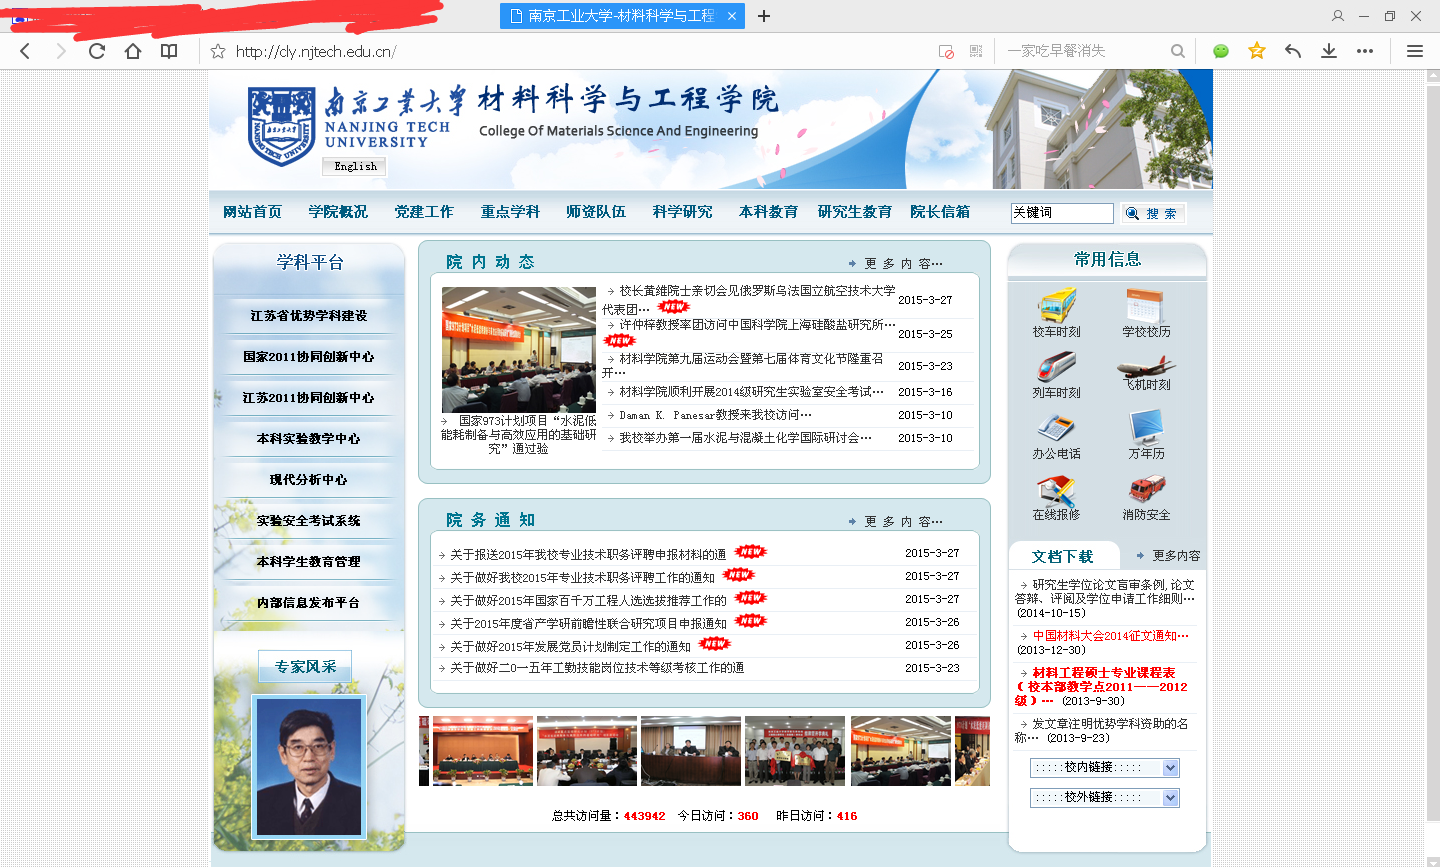 南京工业大学-材料科学与工程
http://cly.njtech.edu.cn/
一家吃早餐消失
南京工业大学 材料科学与工程学院
NANJING TECH
UNIVERSITY
College Of Materials Science And Engineering
English
网站首页 学院概况 党建工作 重点学科 师资队伍 科学研究 本科教育 研究生教育 院长信箱 关键词 搜 索
学科平台
江苏省优势学科建设
国家2011协同创新中心
江苏2011协同创新中心
本科实验教学中心
现代分析中心
实验安全考试系统
本科学生教育管理
内部信息发布平台
专家风采
院 内 动 态 更 多 内 容…
国家973计划项目“水泥低
能耗制备与高效应用的基础研
究”通过验
校长黄维院士亲切会见俄罗斯乌法国立航空技术大学
代表团… NEW 2015-3-27
许仲梓教授率团访问中国科学院上海硅酸盐研究所…
NEW 2015-3-25
材料学院第九届运动会暨第七届体育文化节隆重召
开… 2015-3-23
材料学院顺利开展2014级研究生实验室安全考试… 2015-3-16
Daman K. Panesar教授来我校访问… 2015-3-10
我校举办第一届水泥与混凝土化学国际研讨会… 2015-3-10
院 务 通 知 更 多 内 容…
关于报送2015年我校专业技术职务评聘申报材料的通 NEW 2015-3-27
关于做好我校2015年专业技术职务评聘工作的通知 NEW 2015-3-27
关于做好2015年国家百千万工程人选选拔推荐工作的 NEW 2015-3-27
关于2015年度省产学研前瞻性联合研究项目申报通知 NEW 2015-3-26
关于做好2015年发展党员计划制定工作的通知 NEW 2015-3-26
关于做好二0一五年工勤技能岗位技术等级考核工作的通 2015-3-23
总共访问量：443942 今日访问：360 昨日访问：416
常用信息
校车时刻 学校校历
列车时刻 飞机时刻
办公电话 万年历
在线报修 消防安全
文档下载 更多内容
研究生学位论文盲审条例,论文
答辩、评阅及学位申请工作细则…
(2014-10-15)
中国材料大会2014征文通知…
(2013-12-30)
材料工程硕士专业课程表
（校本部教学点2011——2012
级）… (2013-9-30)
发文章注明优势学科资助的名
称… (2013-9-23)
:::::校内链接:::::
:::::校外链接:::::